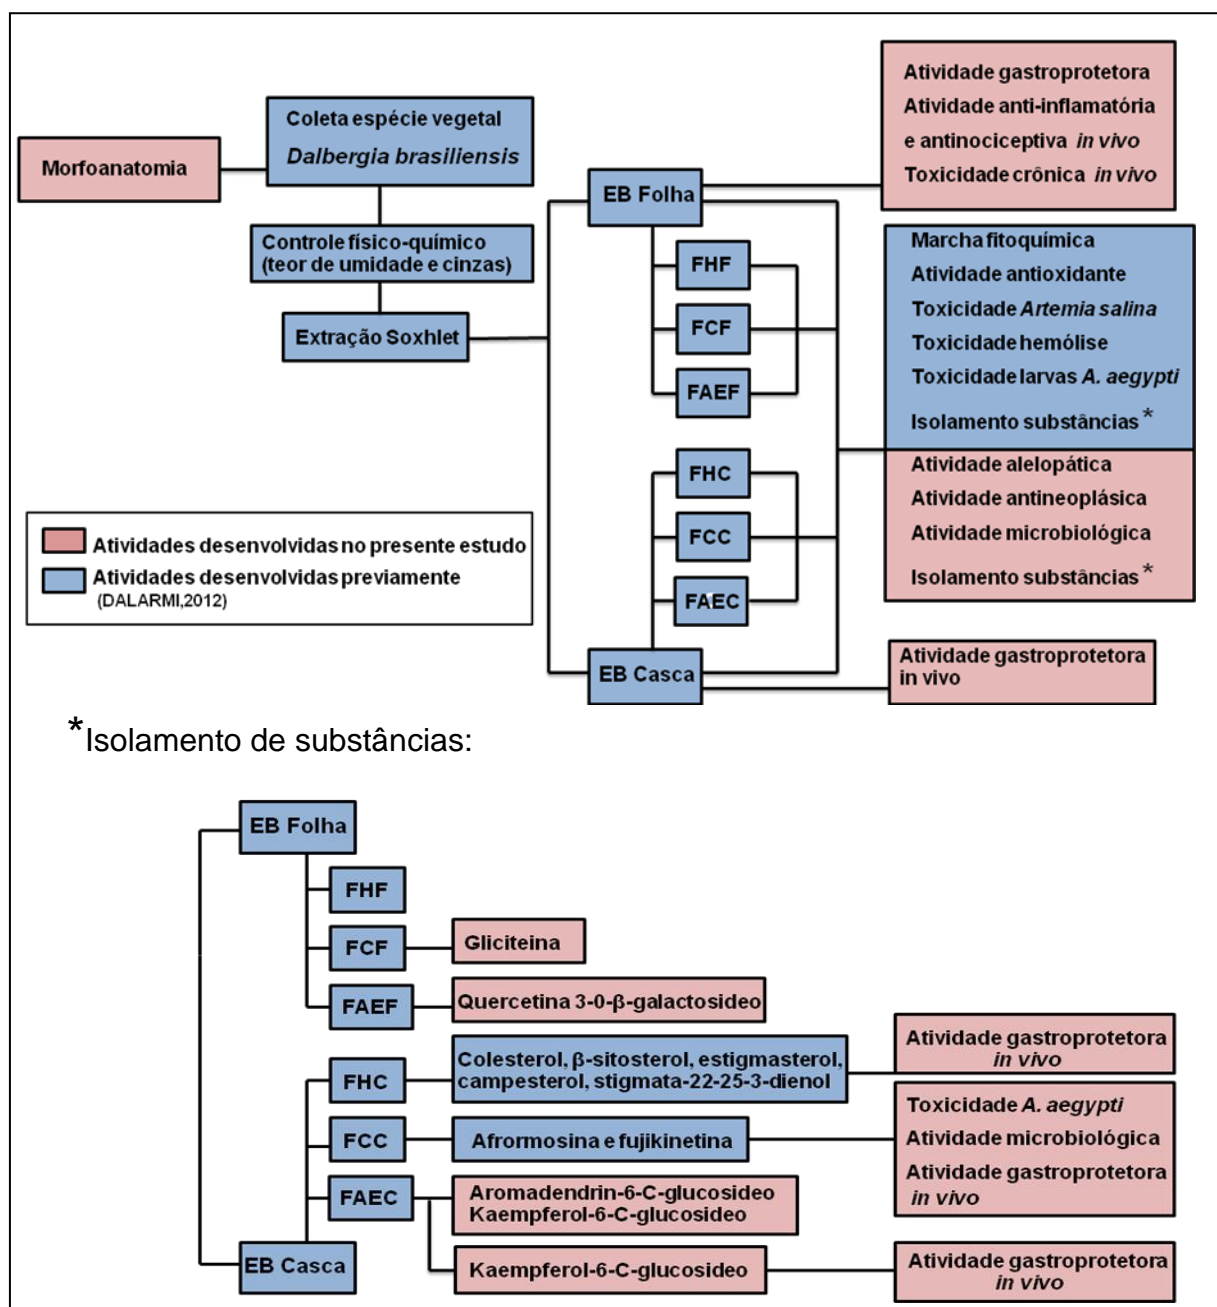 Morfoanatomia
Coleta espécie vegetal
Dalbergia brasiliensis
Controle físico-químico
(teor de umidade e cinzas)
Extração Soxhlet
EB Folha
FHF
FCF
FAEF
FHC
FCC
FAEC
EB Casca
Atividade gastroprotetora
Atividade anti-inflamatória
e antinociceptiva in vivo
Toxicidade crônica in vivo
Marcha fitoquímica
Atividade antioxidante
Toxicidade Artemia salina
Toxicidade hemólise
Toxicidade larvas A. aegypti
Isolamento substâncias*
Atividade alelopática
Atividade antineoplásica
Atividade microbiológica
Isolamento substâncias*
Atividade gastroprotetora
in vivo
Atividades desenvolvidas no presente estudo
Atividades desenvolvidas previamente
(DALARMI,2012)
*Isolamento de substâncias:
EB Folha
FHF
FCF
Gliciteina
FAEF
Quercetina 3-0-β-galactosideo
FHC
Colesterol, β-sitosterol, estigmasterol,
campesterol, stigmata-22-25-3-dienol
Atividade gastroprotetora
in vivo
FCC
Afrormosina e fujikinetina
Toxicidade A. aegypti
Atividade microbiológica
Atividade gastroprotetora
in vivo
FAEC
Aromadendrin-6-C-glucosideo
Kaempferol-6-C-glucosideo
EB Casca
Kaempferol-6-C-glucosideo
Atividade gastroprotetora
in vivo